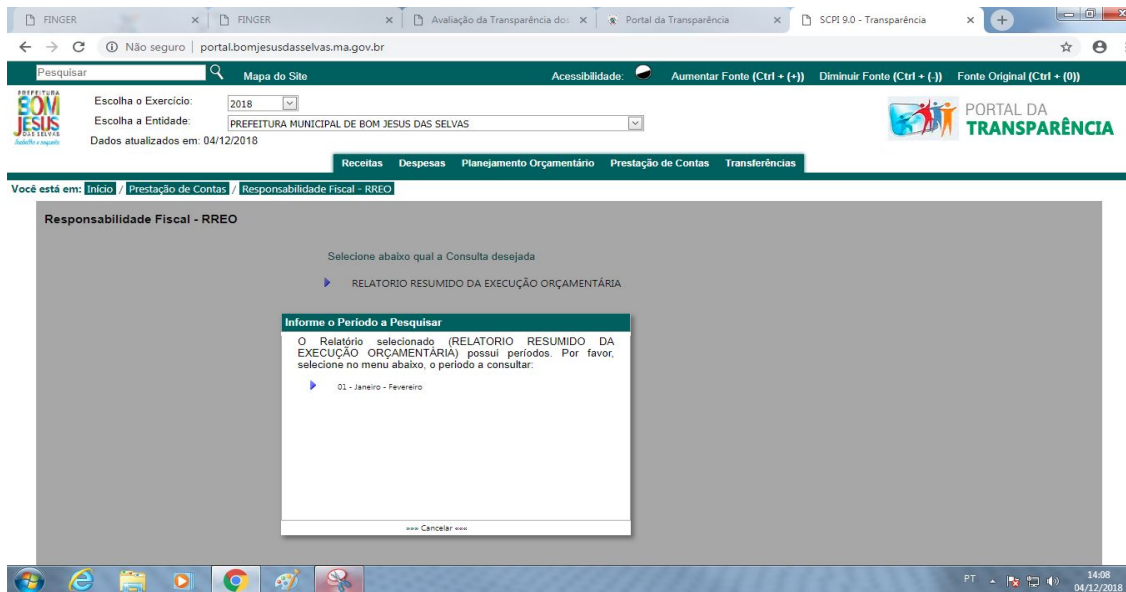 FINGER
FINGER
Avaliação da Transparência dos
Portal da Transparência
SCPI 9.0 - Transparência
Não seguro | portal.bomjesusdasselvas.ma.gov.br
Pesquisar
Mapa do Site
Acessibilidade:
Aumentar Fonte (Ctrl + (+))
Diminuir Fonte (Ctrl + (-))
Fonte Original (Ctrl + (0))
PREFEITURA
BOM
JESUS
DAS SELVAS
Escolha o Exercício: 2018
Escolha a Entidade: PREFEITURA MUNICIPAL DE BOM JESUS DAS SELVAS
Dados atualizados em: 04/12/2018
PORTAL DA
TRANSPARÊNCIA
Receitas Despesas Planejamento Orçamentário Prestação de Contas Transferências
Você está em: Início / Prestação de Contas / Responsabilidade Fiscal - RREO
Responsabilidade Fiscal - RREO
Selecione abaixo qual a Consulta desejada
RELATORIO RESUMIDO DA EXECUÇÃO ORÇAMENTÁRIA
Informe o Periodo a Pesquisar
O Relatório selecionado (RELATORIO RESUMIDO DA
EXECUÇÃO ORÇAMENTÁRIA) possui períodos. Por favor,
selecione no menu abaixo, o periodo a consultar:
01 - Janeiro - Fevereiro
»»» Cancelar «««
PT
14:08
04/12/2018